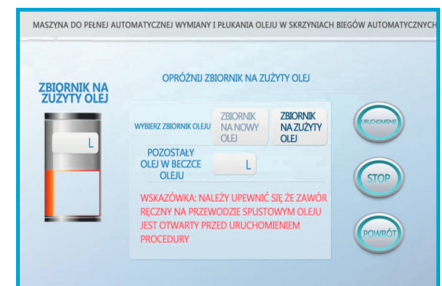 MASZYNA DO PEŁNEJ AUTOMATYCZNEJ WYMIANY I PŁUKANIA OLEJU W SKRZYNIACH BIEGÓW AUTOMATYCZNYCH
OPRÓŻNIJ ZBIORNIK NA ZUŻYTY OLEJ
ZBIORNIK NA
ZUŻYTY OLEJ
L
WYBIERZ ZBIORNIK OLEJU
ZBIORNIK
NA NOWY
OLEJ
ZBIORNIK
NA ZUŻYTY
OLEJ
POZOSTAŁY
OLEJ W BECZCE
OLEJU
L
WSKAZÓWKA: NALEŻY UPEWNIĆ SIĘ ŻE ZAWÓR
RĘCZNY NA PRZEWODZIE SPUSTOWYM OLEJU
JEST OTWARTY PRZED URUCHOMIENIEM
PROCEDURY
URUCHOMIENIE
STOP
POWRÓT